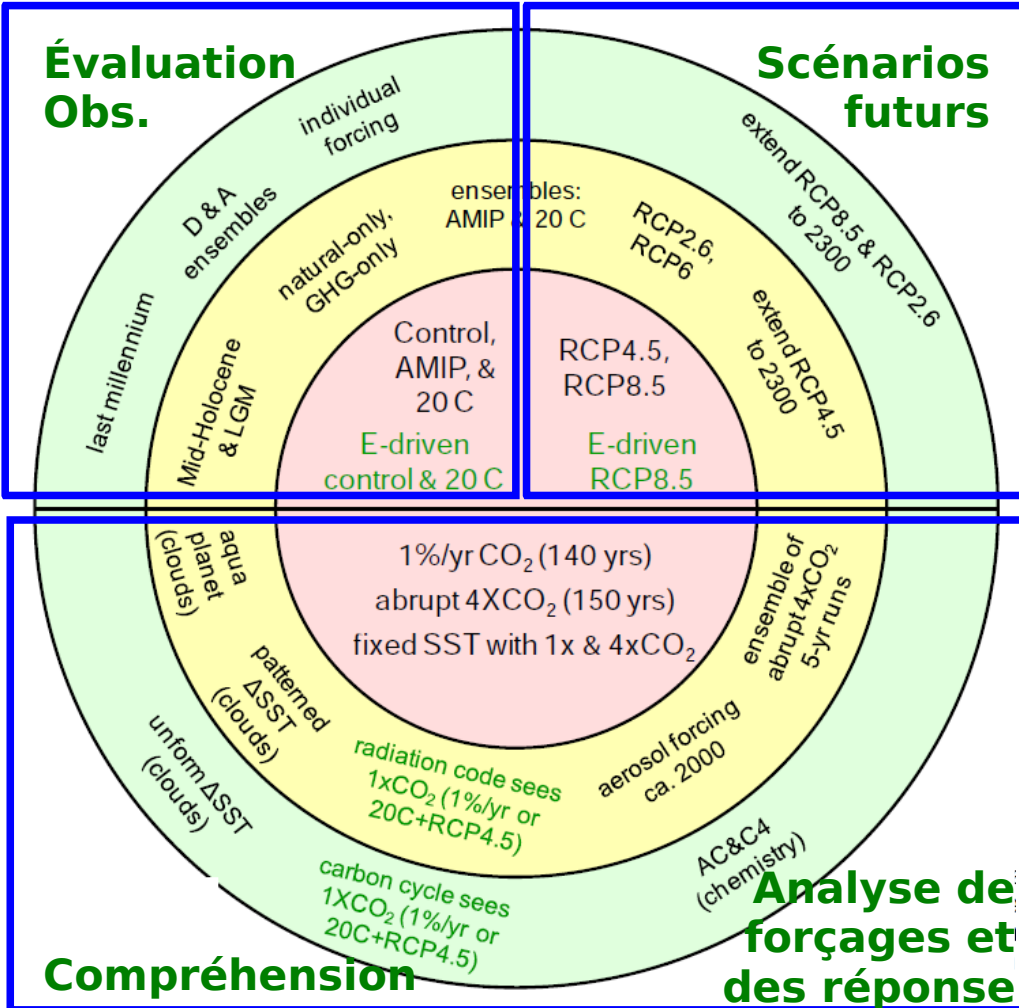 Évaluation
Obs.
Scénarios
futurs
individual
forcing
D & A
ensembles
last millennium
extend RCP8.5 & RCP2.6
to 2300
natural-only,
GHG-only
Mid-Holocene
& LGM
ensembles:
AMIP & 20 C
RCP2.6,
RCP6
extend RCP4.5
to 2300
Control,
AMIP, &
20 C
E-driven
control & 20 C
RCP4.5,
RCP8.5
E-driven
RCP8.5
1%/yr CO₂ (140 yrs)
abrupt 4XCO₂ (150 yrs)
fixed SST with 1x & 4xCO₂
aqua
planet
(clouds)
patterned
ΔSST
(clouds)
radiation code sees
1xCO₂ (1%/yr or
20C+RCP4.5)
aerosol forcing
ca. 2000
ensemble of
abrupt 4xCO₂
5-yr runs
unform ΔSST
(clouds)
carbon cycle sees
1XCO₂ (1%/yr or
20C+RCP4.5)
AC&C4
(chemistry)
Compréhension
Analyse de
forçages et
des réponse